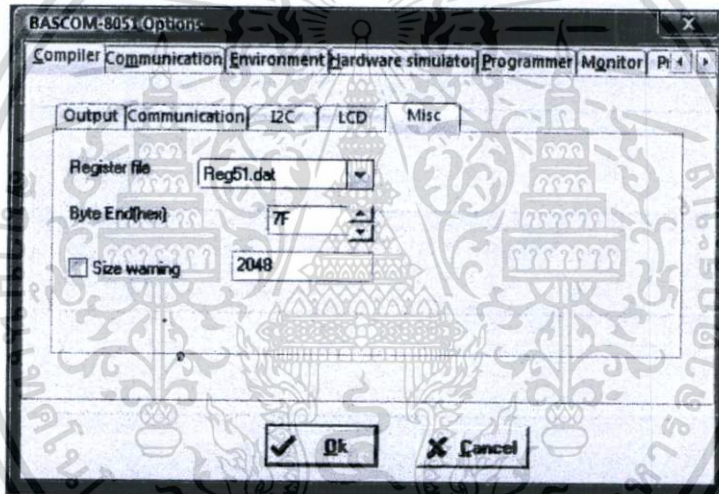 BASCOM-8051 Options
Compiler Communication Environment Hardware simulator Programmer Monitor
Output Communication I2C LCD Misc
Register file Reg51.dat
Byte End(hex) 7F
Size warning 2048
Ok Cancel